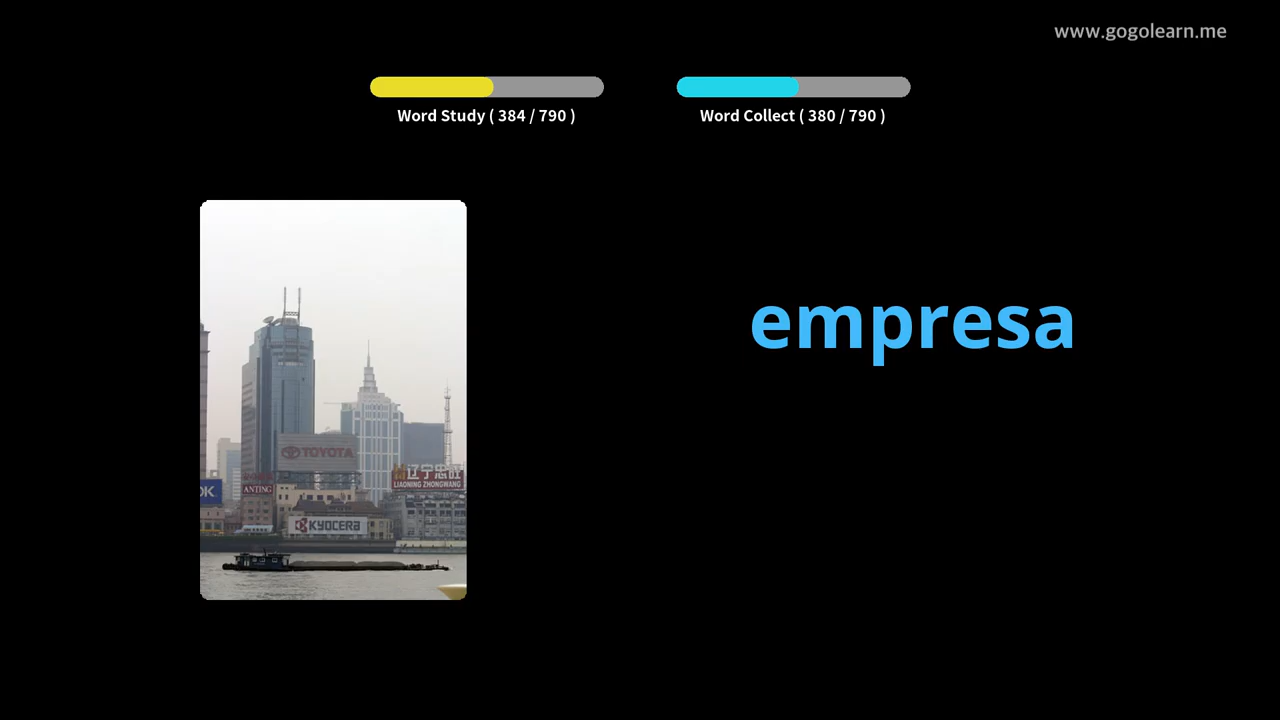 www.gogolearn.me
Word Study ( 384 / 790 )
Word Collect ( 380 / 790 )
empresa
TOYOTA
辽宁忠旺
LIAONING ZHONGWANG
OK
ANTING
KYOCERA